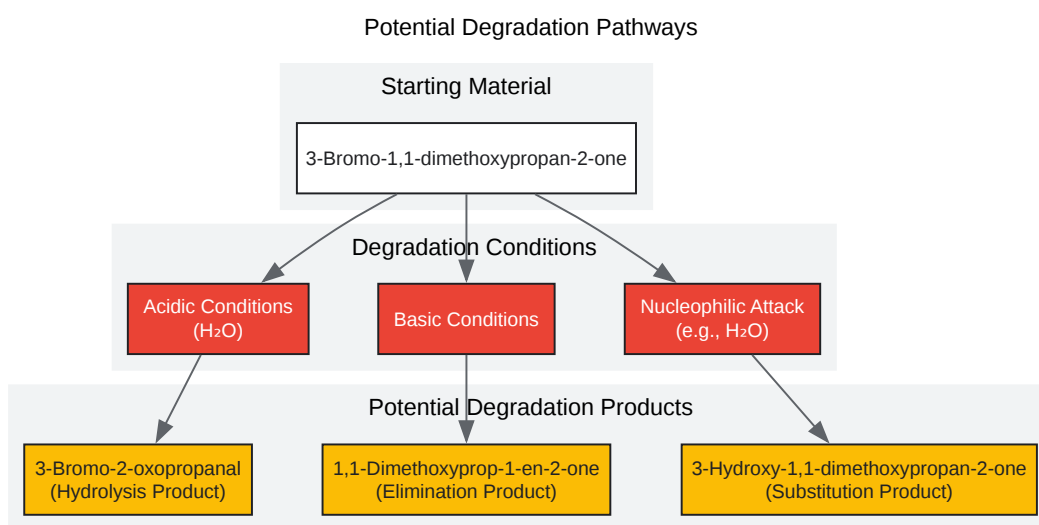 Potential Degradation Pathways
Starting Material
3-Bromo-1,1-dimethoxypropan-2-one
Degradation Conditions
Acidic Conditions
(H₂O)
Basic Conditions
Nucleophilic Attack
(e.g., H₂O)
Potential Degradation Products
3-Bromo-2-oxopropanal
(Hydrolysis Product)
1,1-Dimethoxyprop-1-en-2-one
(Elimination Product)
3-Hydroxy-1,1-dimethoxypropan-2-one
(Substitution Product)